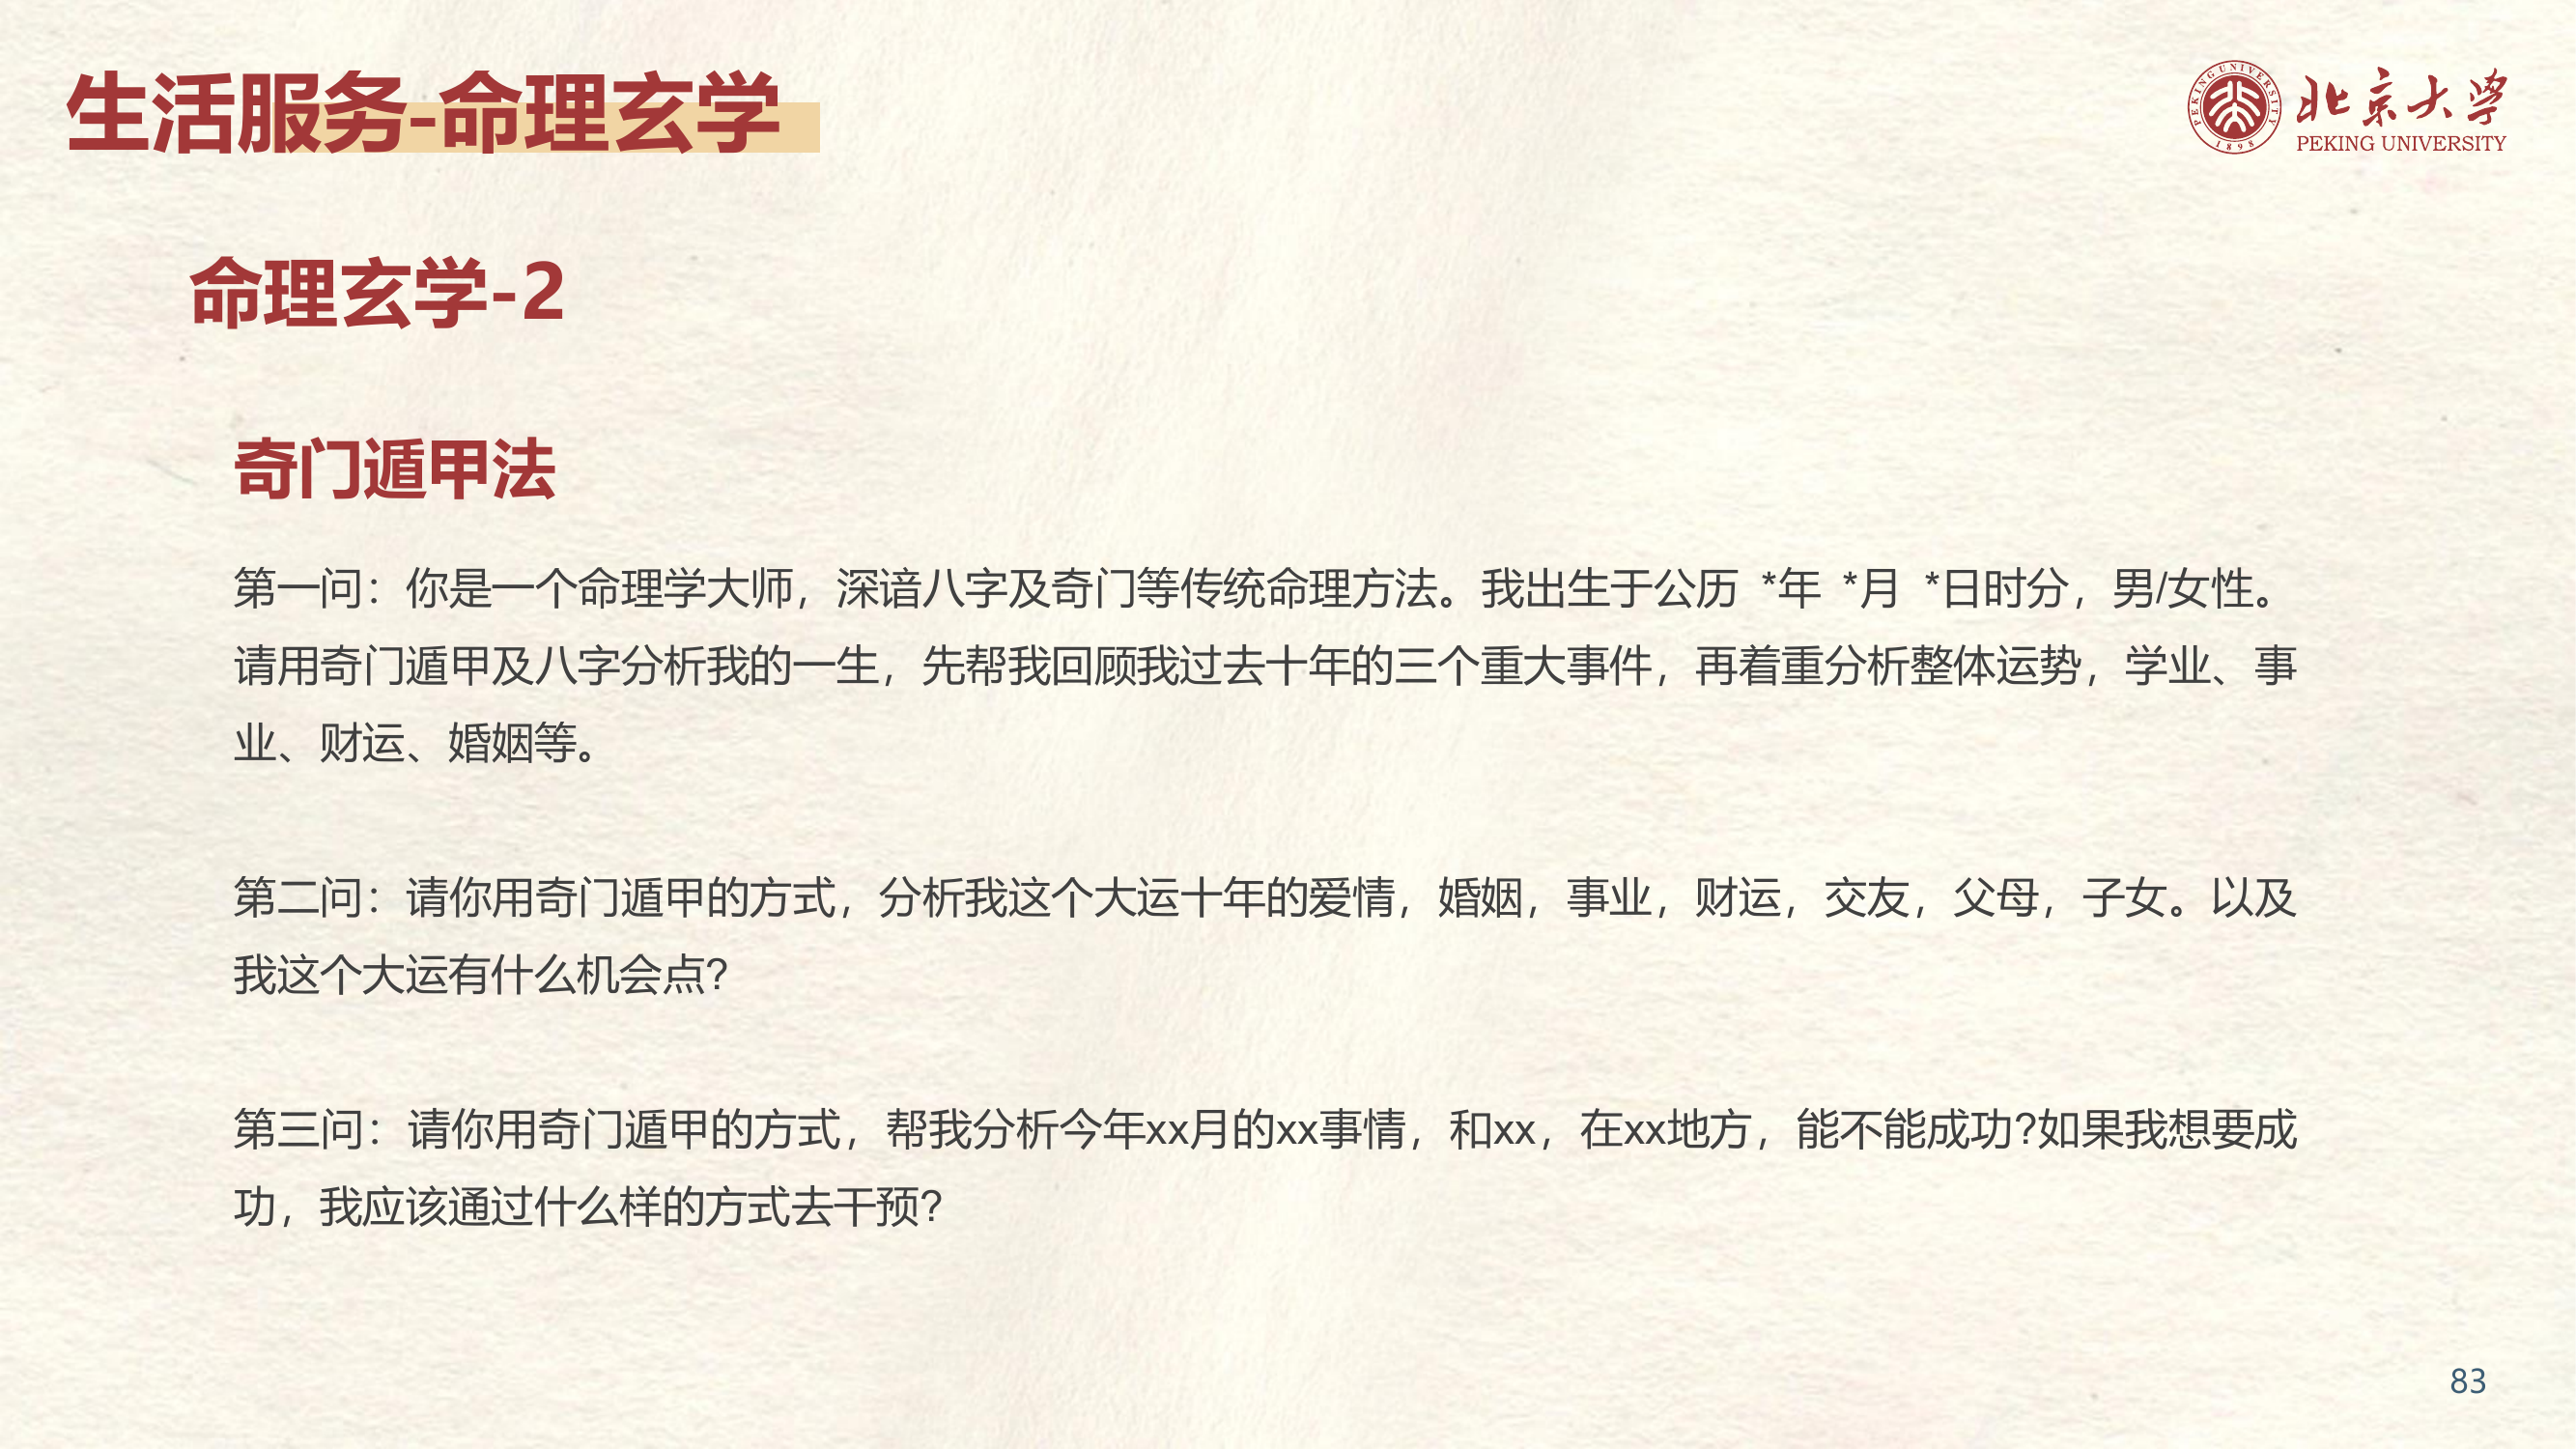 生活服务-命理玄学
PEKING UNIVERSITY
1898
北京大学
PEKING UNIVERSITY
命理玄学-2
奇门遁甲法
第一问：你是一个命理学大师，深谙八字及奇门等传统命理方法。我出生于公历 *年 *月 *日时分，男/女性。
请用奇门遁甲及八字分析我的一生，先帮我回顾我过去十年的三个重大事件，再着重分析整体运势，学业、事
业、财运、婚姻等。
第二问：请你用奇门遁甲的方式，分析我这个大运十年的爱情，婚姻，事业，财运，交友，父母，子女。以及
我这个大运有什么机会点?
第三问：请你用奇门遁甲的方式，帮我分析今年xx月的xx事情，和xx，在xx地方，能不能成功?如果我想要成
功，我应该通过什么样的方式去干预?
83